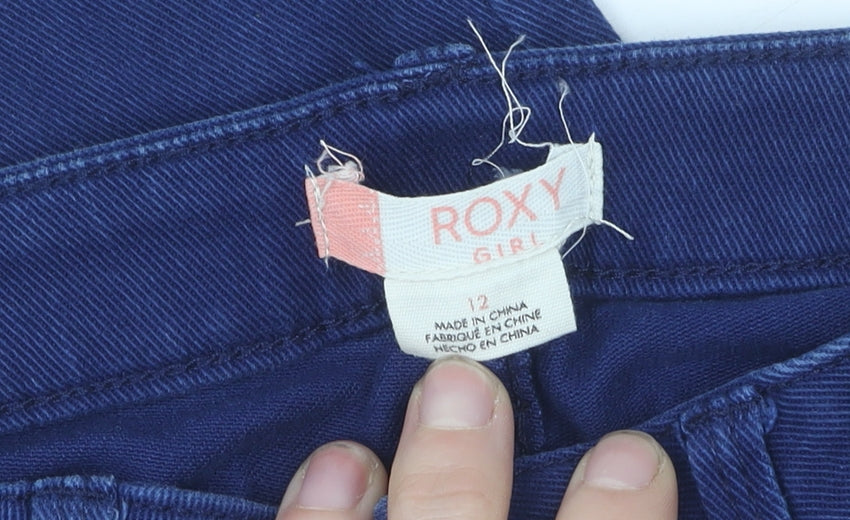 ROXY
GIRL
12
MADE IN CHINA
FABRIQUÉ EN CHINE
HECHO EN CHINA